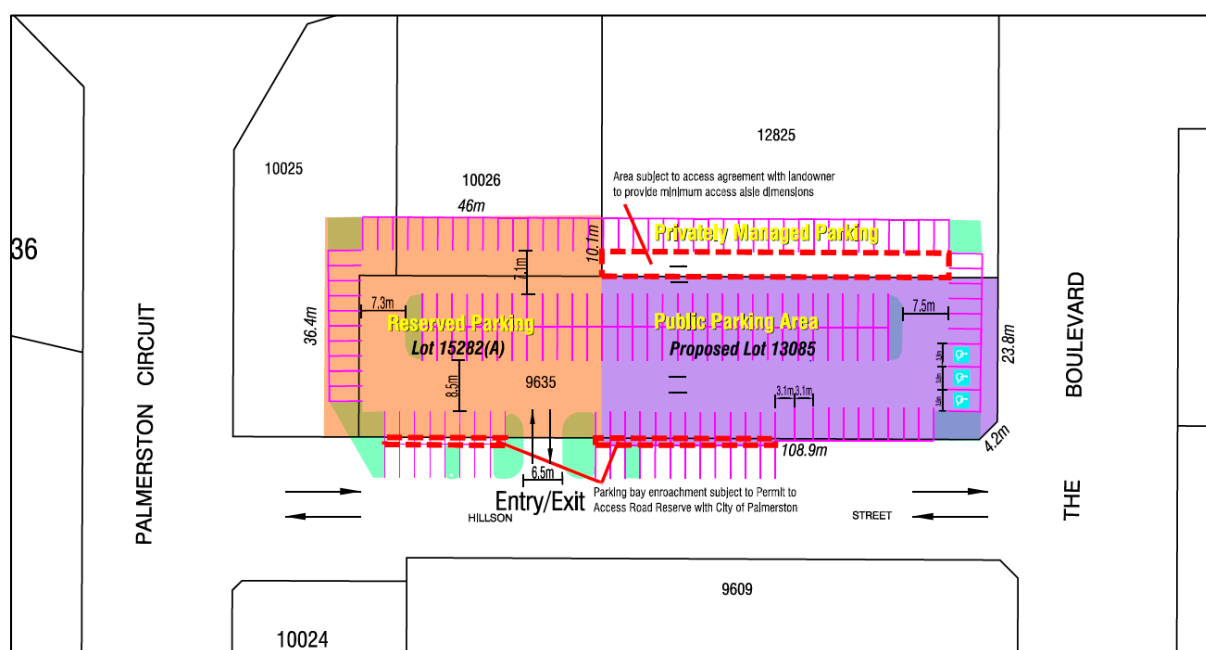 12825
10025
Area subject to access agreement with landowner
to provide minimum access aisle dimensions
10026
46m
36
10.1m
Privately Managed Parking
7.1m
7.3m
7.5m
36.4m
Reserved Parking
Public Parking Area
Lot 15282(A)
Proposed Lot 13085
23.8m
PALMERSTON CIRCUIT
THE BOULEVARD
9635
8.5m
3.1m 3.1m
4.2m
108.9m
6.5m
Entry/Exit
Parking bay enroachment subject to Permit to
Access Road Reserve with City of Palmerston
HILLSON
STREET
9609
10024